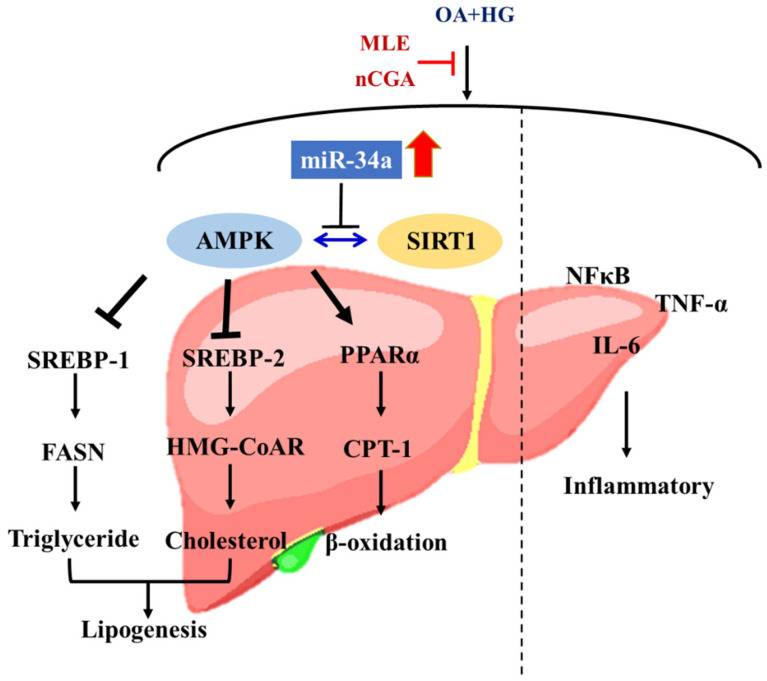 OA+HG
MLE
nCGA
miR-34a
AMPK
SIRT1
NFκB
TNF-α
IL-6
SREBP-1
SREBP-2
PPARα
FASN
HMG-CoAR
CPT-1
Inflammatory
Triglyceride
Cholesterol
β-oxidation
Lipogenesis